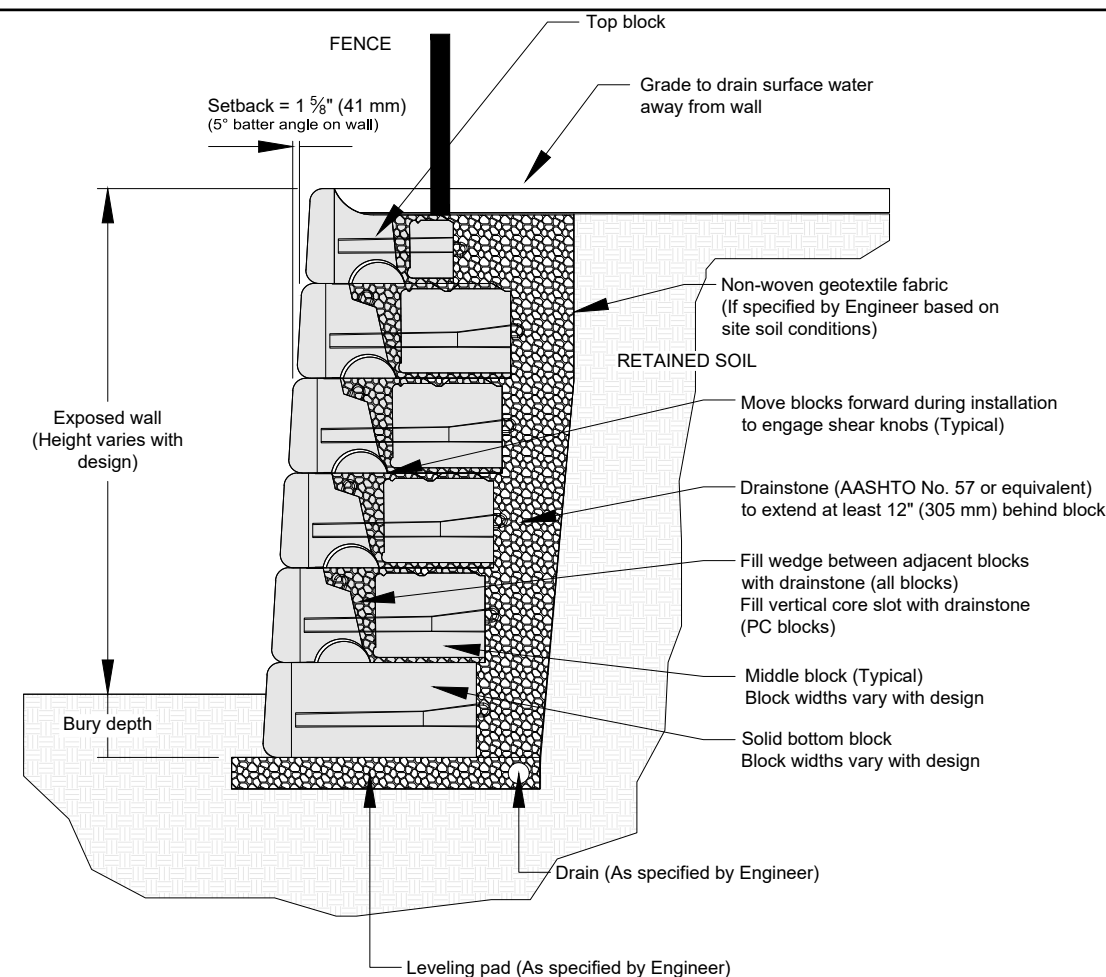 Top block
FENCE
Grade to drain surface water
away from wall
Setback = 1 ⅝" (41 mm)
(5° batter angle on wall)
Non-woven geotextile fabric
(If specified by Engineer based on
site soil conditions)
RETAINED SOIL
Move blocks forward during installation
to engage shear knobs (Typical)
Exposed wall
(Height varies with
design)
Drainstone (AASHTO No. 57 or equivalent)
to extend at least 12" (305 mm) behind block
Fill wedge between adjacent blocks
with drainstone (all blocks)
Fill vertical core slot with drainstone
(PC blocks)
Middle block (Typical)
Block widths vary with design
Bury depth
Solid bottom block
Block widths vary with design
Drain (As specified by Engineer)
Leveling pad (As specified by Engineer)